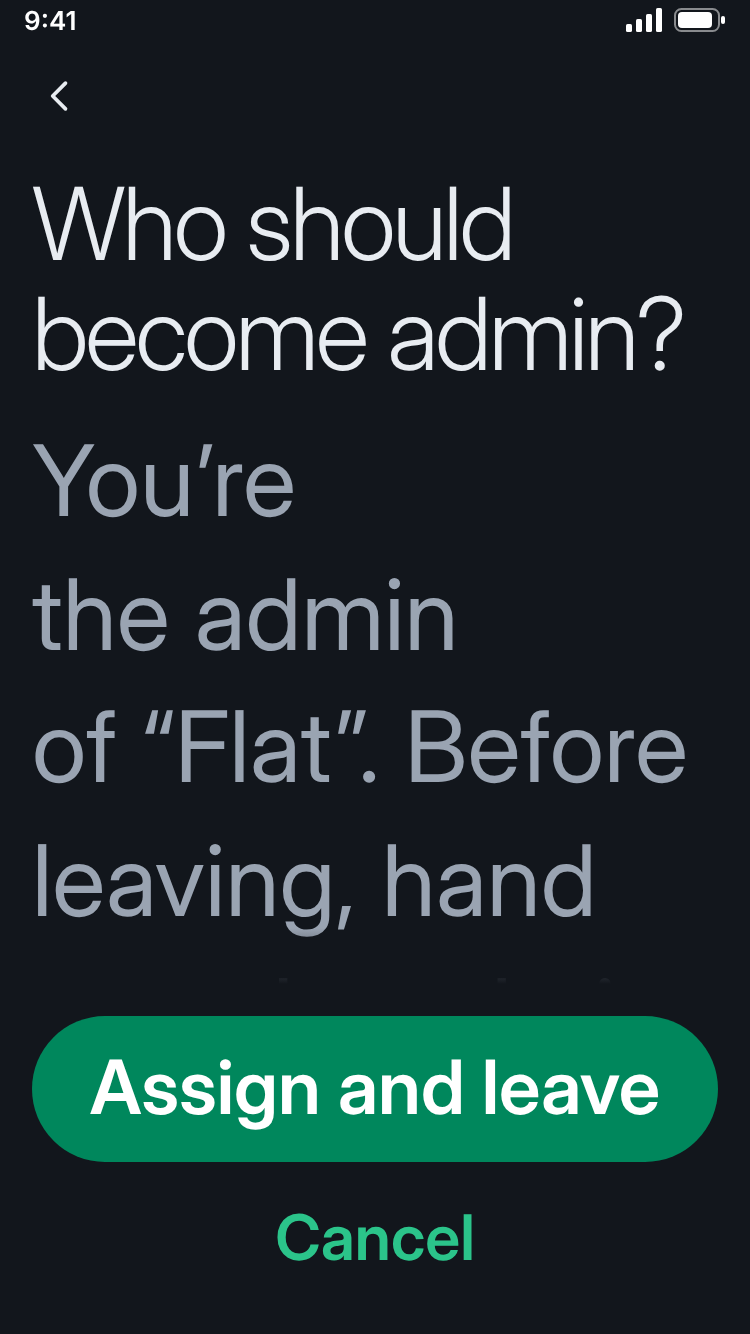 9:41
Who should
become admin?
You’re
the admin
of “Flat”. Before
leaving, hand
Assign and leave
Cancel